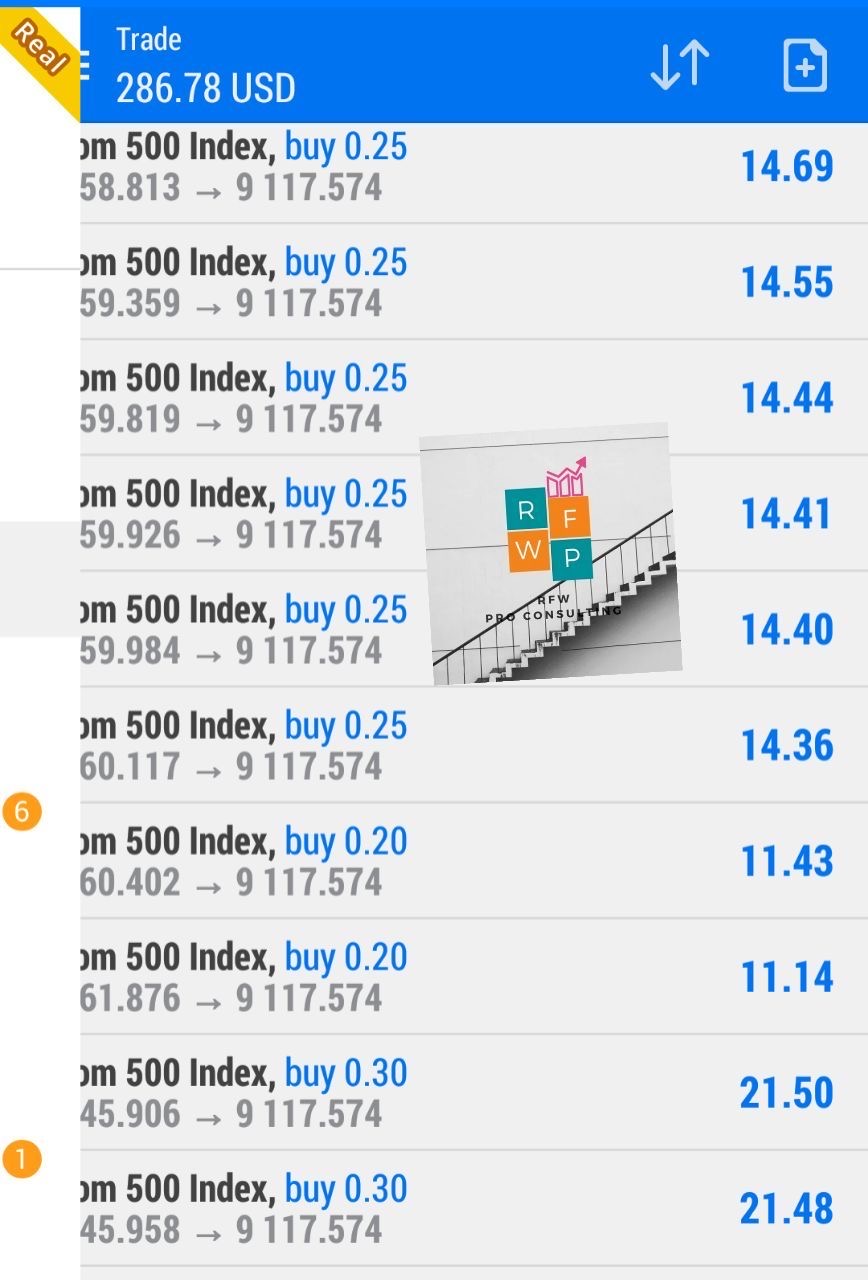 Real
Trade
286.78 USD
om 500 Index, buy 0.25
58.813 → 9 117.574
14.69
om 500 Index, buy 0.25
59.359 → 9 117.574
14.55
om 500 Index, buy 0.25
59.819 → 9 117.574
14.44
om 500 Index, buy 0.25
59.926 → 9 117.574
14.41
om 500 Index, buy 0.25
59.984 → 9 117.574
14.40
R F
W P
RFW
PRO CONSULTING
om 500 Index, buy 0.25
60.117 → 9 117.574
14.36
6
om 500 Index, buy 0.20
60.402 → 9 117.574
11.43
om 500 Index, buy 0.20
61.876 → 9 117.574
11.14
om 500 Index, buy 0.30
45.906 → 9 117.574
21.50
1
om 500 Index, buy 0.30
45.958 → 9 117.574
21.48